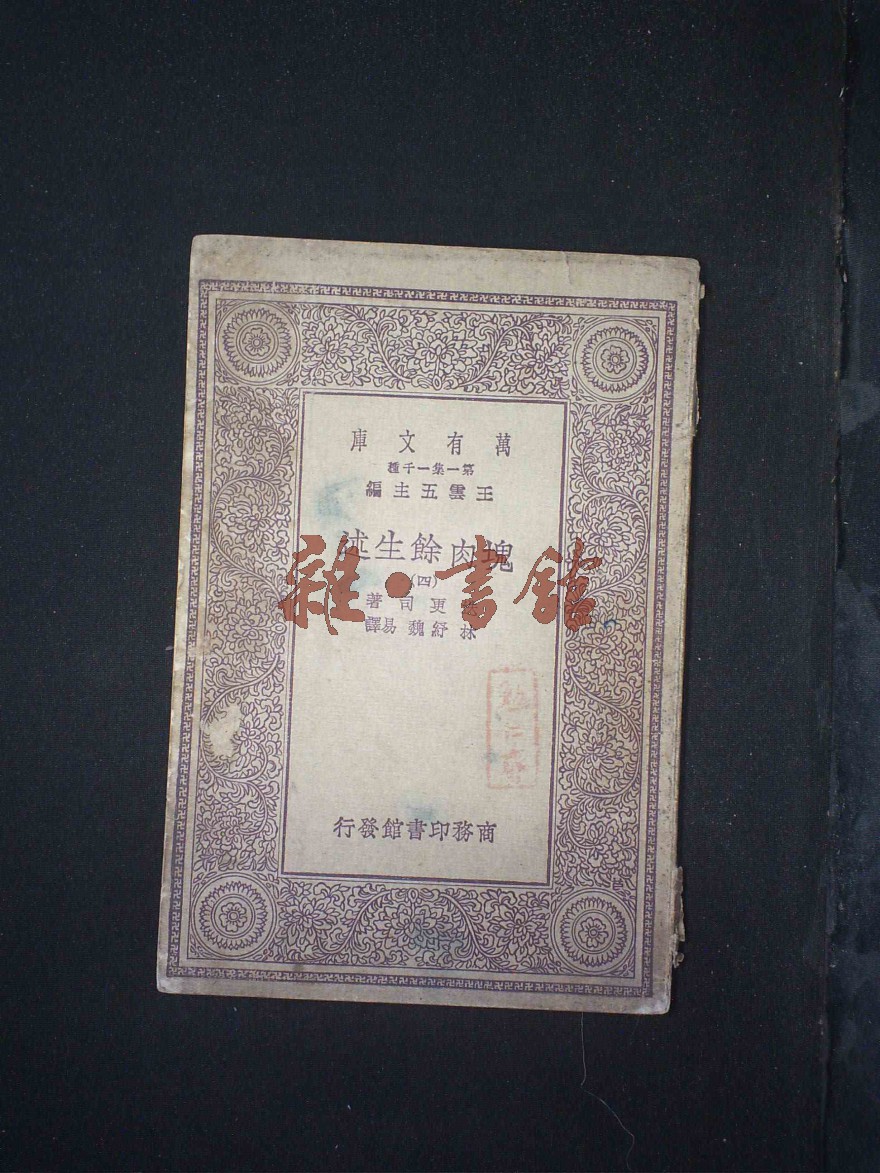 萬有文庫
第一集一千種
王雲五主編
塊肉餘生述
(四)
更司著
林紓魏易譯
商務印書館發行
雜·書館